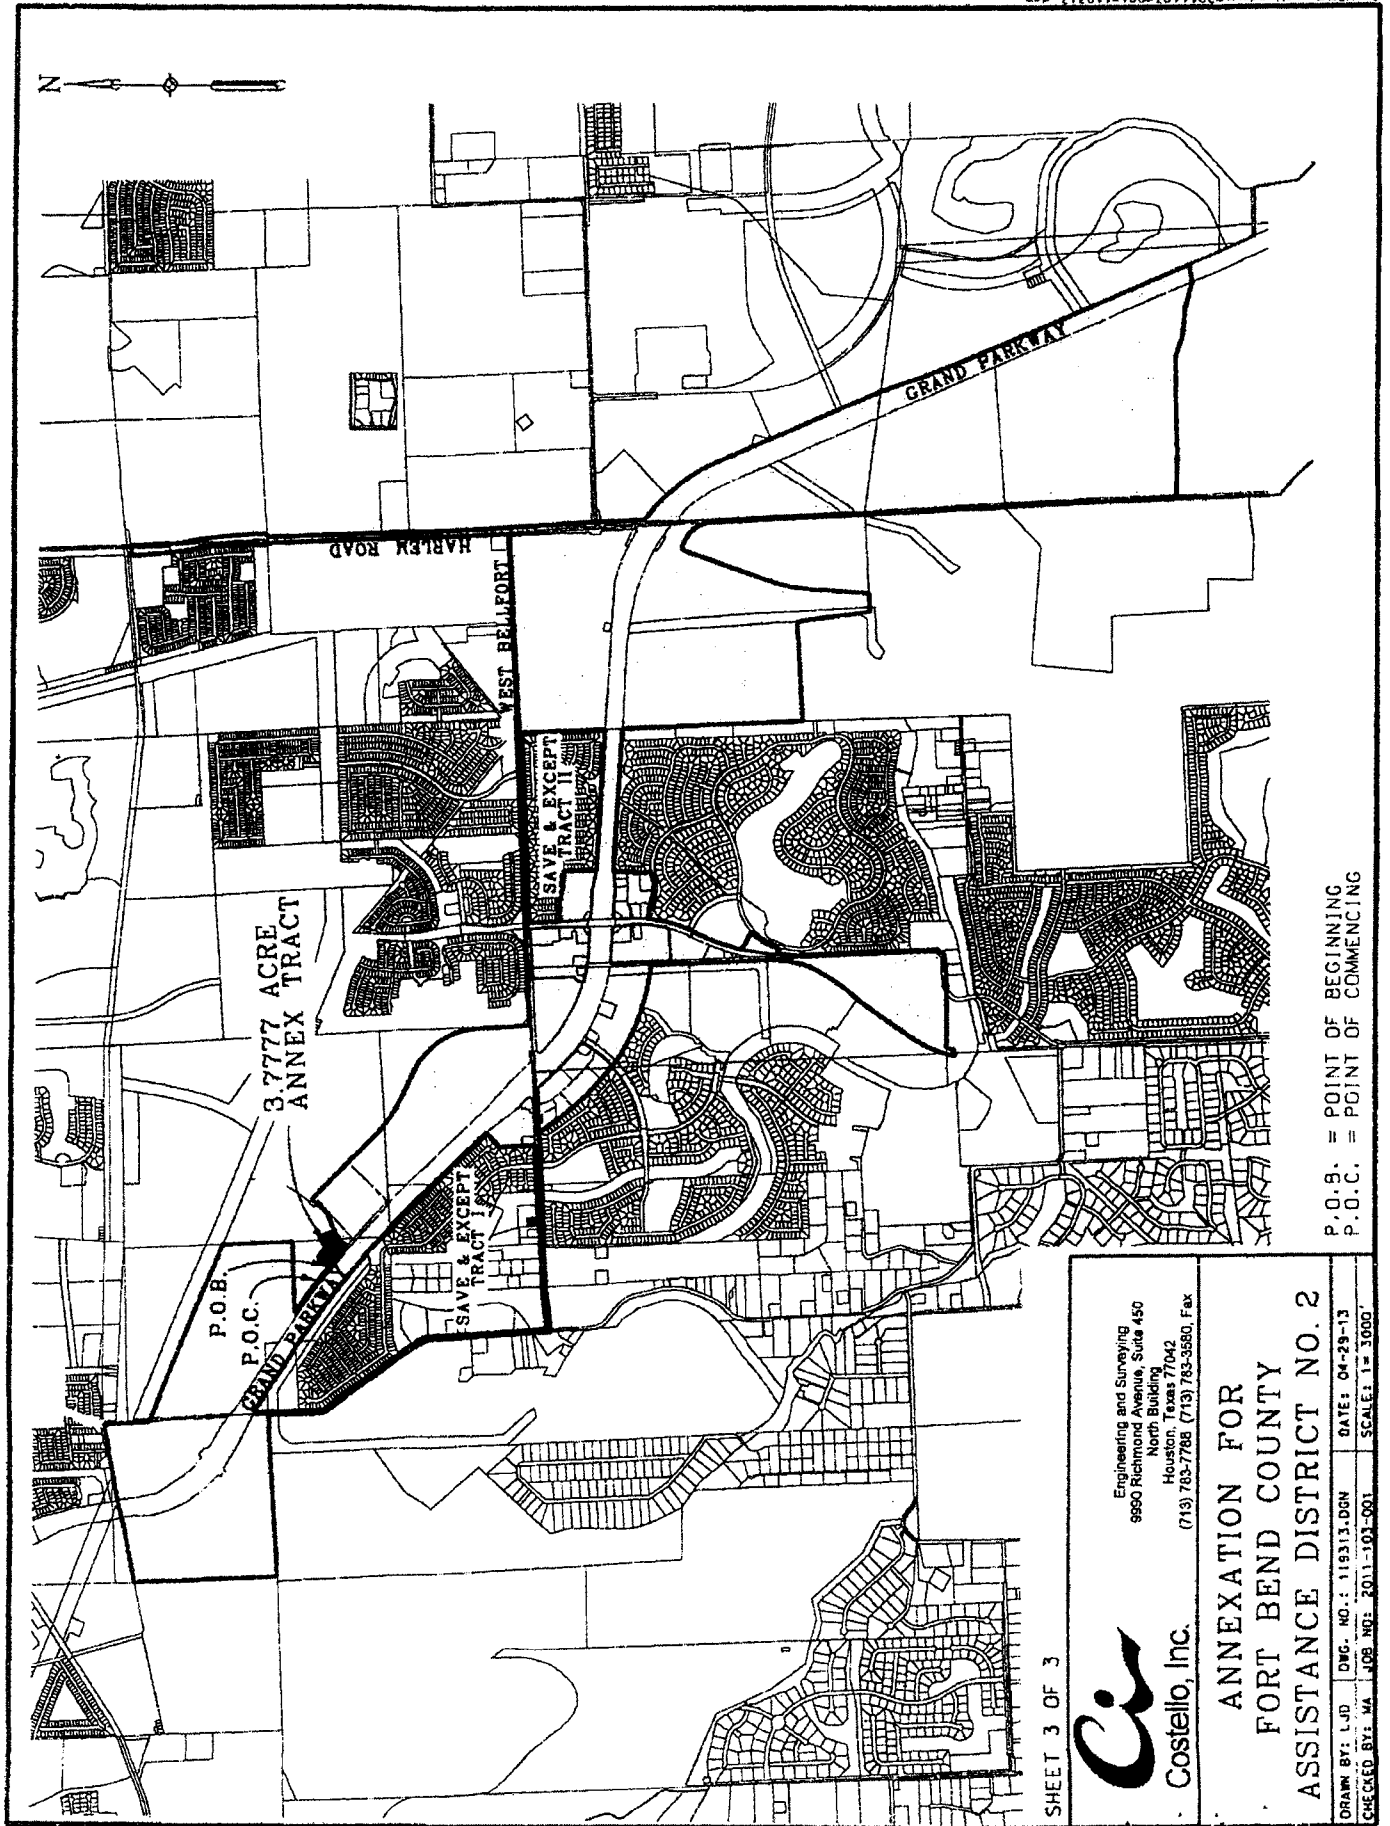 N
HARLEM ROAD
WEST BELLFORT
GRAND PARKWAY
3.7777 ACRE
ANNEX TRACT
P.O.B.
P.O.C.
GRAND PARKWAY
SAVE & EXCEPT
TRACT I
SAVE & EXCEPT
TRACT II
P.O.B. = POINT OF BEGINNING
P.O.C. = POINT OF COMMENCING
SHEET 3 OF 3
Costello, Inc.
Engineering and Surveying
9990 Richmond Avenue, Suite 450
North Building
Houston, Texas 77042
(713) 783-7788 (713) 783-3580, Fax
ANNEXATION FOR
FORT BEND COUNTY
ASSISTANCE DISTRICT NO. 2
DRAWN BY: LJD DWG. NO.: 119313.DGN DATE: 04-29-13
CHECKED BY: MA JOB NO: 2011-103-001 SCALE: 1"= 3000'